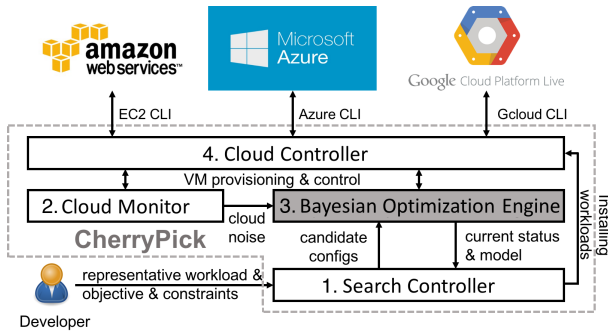 amazon
webservices™
Microsoft
Azure
Google Cloud Platform Live
EC2 CLI
Azure CLI
Gcloud CLI
4. Cloud Controller
VM provisioning & control
2. Cloud Monitor
3. Bayesian Optimization Engine
Installing
workloads
CherryPick
cloud
noise
candidate
configs
current status
& model
representative workload &
objective & constraints
1. Search Controller
Developer